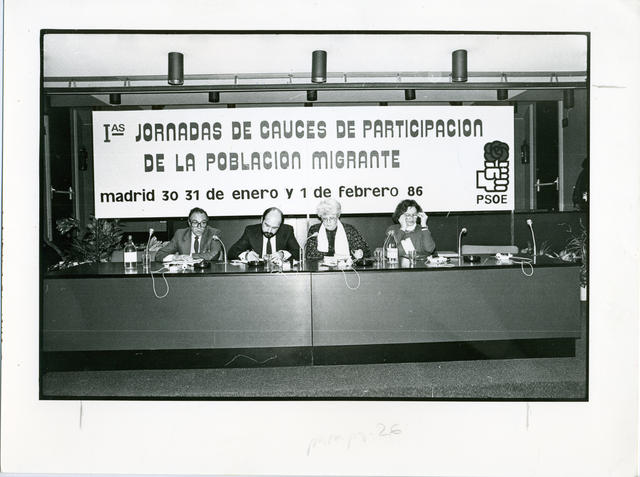 Iᴬˢ JORNADAS DE CAUCES DE PARTICIPACION
DE LA POBLACION MIGRANTE
madrid 30 31 de enero y 1 de febrero 86
PSOE
26